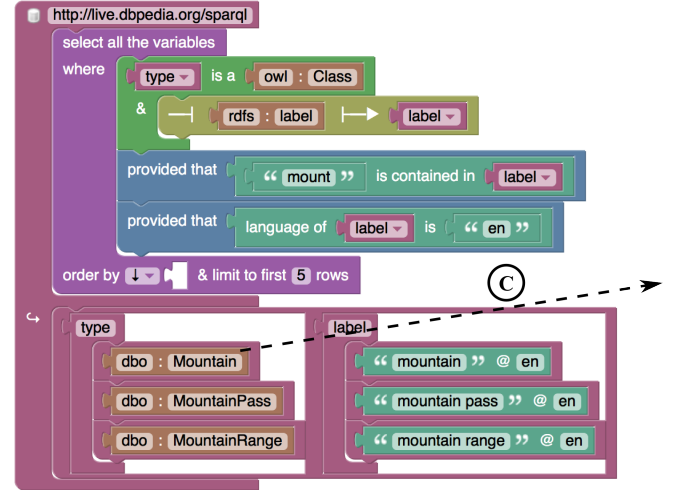 http://live.dbpedia.org/sparql
select all the variables
where type is a owl : Class
& rdfs : label label
provided that “ mount ” is contained in label
provided that language of label is “ en ”
order by ↓ & limit to first 5 rows
C
type label
dbo : Mountain “ mountain ” @ en
dbo : MountainPass “ mountain pass ” @ en
dbo : MountainRange “ mountain range ” @ en